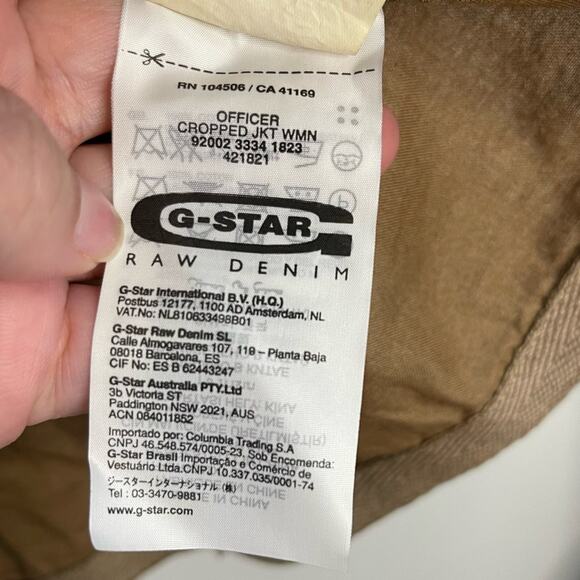 RN 104506 / CA 41169
OFFICER
CROPPED JKT WMN
92002 3334 1823
421821
G-STAR
RAW DENIM
G-Star International B.V. (H.Q.)
Postbus 12177, 1100 AD Amsterdam, NL
VAT.No: NL810633498B01
G-Star Raw Denim SL
Calle Almogavares 107, 119 - Planta Baja
08018 Barcelona, ES
CIF No: ES B 62443247
G-Star Australia PTY.Ltd
3b Victoria ST
Paddington NSW 2021, AUS
ACN 084011852
Importado por: Columbia Trading S.A
CNPJ 46.548.574/0005-23, Sob Encomenda:
G-Star Brasil Importação e Comércio de
Vestuário Ltda.CNPJ 10.337.035/0001-74
ジースターインターナショナル(株)
Tel : 03-3470-9881
www.g-star.com